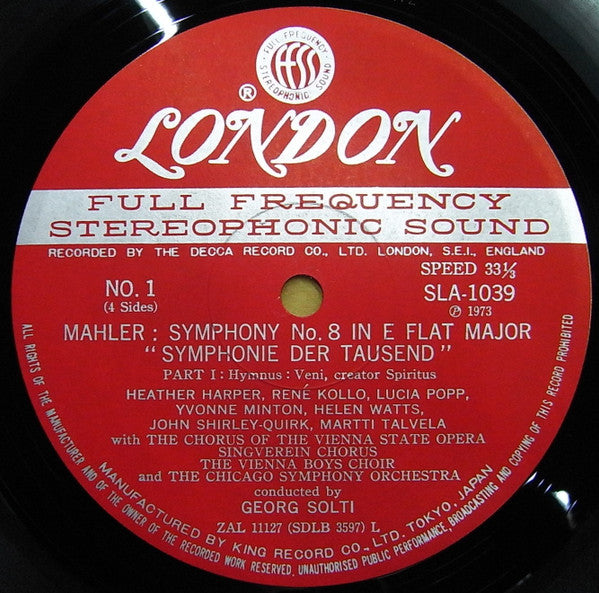 FULL FREQUENCY
STEREOPHONIC SOUND
ffss
®
LONDON
FULL FREQUENCY
STEREOPHONIC SOUND
RECORDED BY THE DECCA RECORD CO., LTD. LONDON, S.E.I., ENGLAND
SPEED 33⅓
NO. 1
(4 Sides)
SLA-1039
Ⓟ 1973
MAHLER : SYMPHONY No. 8 IN E FLAT MAJOR
"SYMPHONIE DER TAUSEND"
PART I : Hymnus : Veni, creator Spiritus
HEATHER HARPER, RENÉ KOLLO, LUCIA POPP,
YVONNE MINTON, HELEN WATTS,
JOHN SHIRLEY-QUIRK, MARTTI TALVELA
with THE CHORUS OF THE VIENNA STATE OPERA
SINGVEREIN CHORUS
THE VIENNA BOYS CHOIR
and THE CHICAGO SYMPHONY ORCHESTRA
conducted by
GEORG SOLTI
ZAL 11127 (SDLB 3597) L
MANUFACTURED BY KING RECORD CO., LTD. TOKYO, JAPAN
ALL RIGHTS OF THE MANUFACTURER AND OF THE OWNER OF THE RECORDED WORK RESERVED, UNAUTHORISED PUBLIC PERFORMANCE, BROADCASTING AND COPYING OF THIS RECORD PROHIBITED